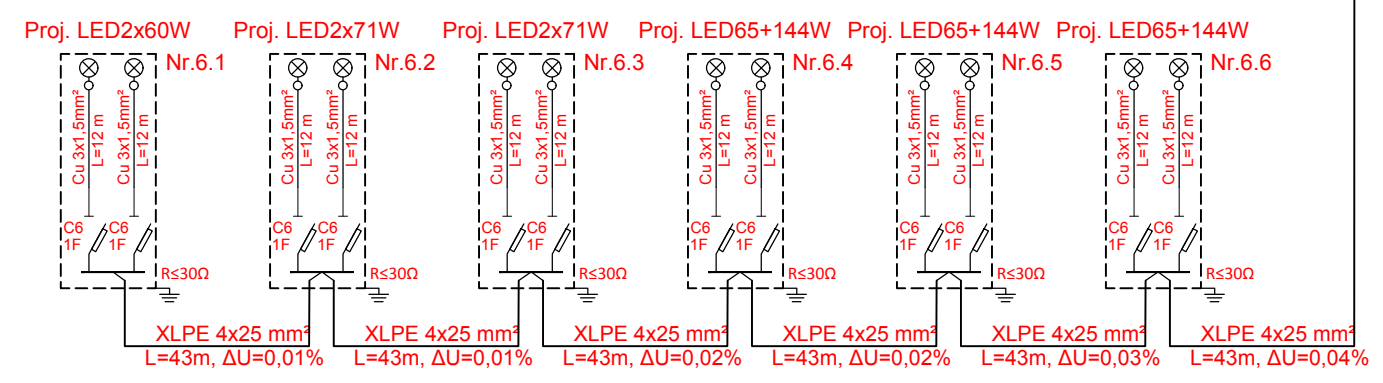 Proj. LED2x60W Proj. LED2x71W Proj. LED2x71W Proj. LED65+144W Proj. LED65+144W Proj. LED65+144W
Nr.6.1 Nr.6.2 Nr.6.3 Nr.6.4 Nr.6.5 Nr.6.6
Cu 3x1,5mm²
L=12 m
Cu 3x1,5mm²
L=12 m
Cu 3x1,5mm²
L=12 m
Cu 3x1,5mm²
L=12 m
Cu 3x1,5mm²
L=12 m
Cu 3x1,5mm²
L=12 m
Cu 3x1,5mm²
L=12 m
Cu 3x1,5mm²
L=12 m
Cu 3x1,5mm²
L=12 m
Cu 3x1,5mm²
L=12 m
Cu 3x1,5mm²
L=12 m
Cu 3x1,5mm²
L=12 m
C6 C6 C6 C6 C6 C6 C6 C6 C6 C6 C6 C6
1F 1F 1F 1F 1F 1F 1F 1F 1F 1F 1F 1F
R≤30Ω R≤30Ω R≤30Ω R≤30Ω R≤30Ω R≤30Ω
XLPE 4x25 mm² XLPE 4x25 mm² XLPE 4x25 mm² XLPE 4x25 mm² XLPE 4x25 mm² XLPE 4x25 mm²
L=43m, ΔU=0,01% L=43m, ΔU=0,01% L=43m, ΔU=0,02% L=43m, ΔU=0,02% L=43m, ΔU=0,03% L=43m, ΔU=0,04%